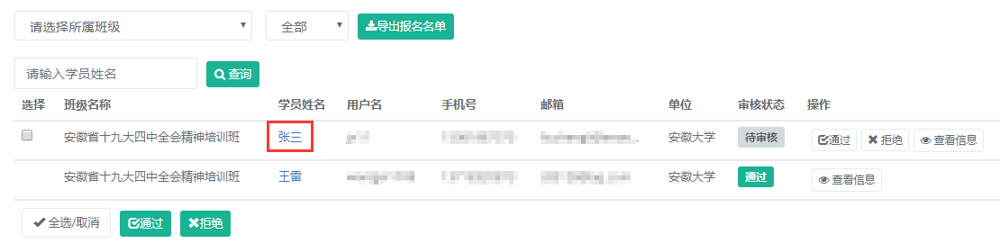 请选择所属班级 全部 导出报名名单
请输入学员姓名 查询
选择 班级名称 学员姓名 用户名 手机号 邮箱 单位 审核状态 操作
安徽省十九大四中全会精神培训班 张三 安徽大学 待审核 通过 拒绝 查看信息
安徽省十九大四中全会精神培训班 王雷 安徽大学 通过 查看信息
全选/取消 通过 拒绝